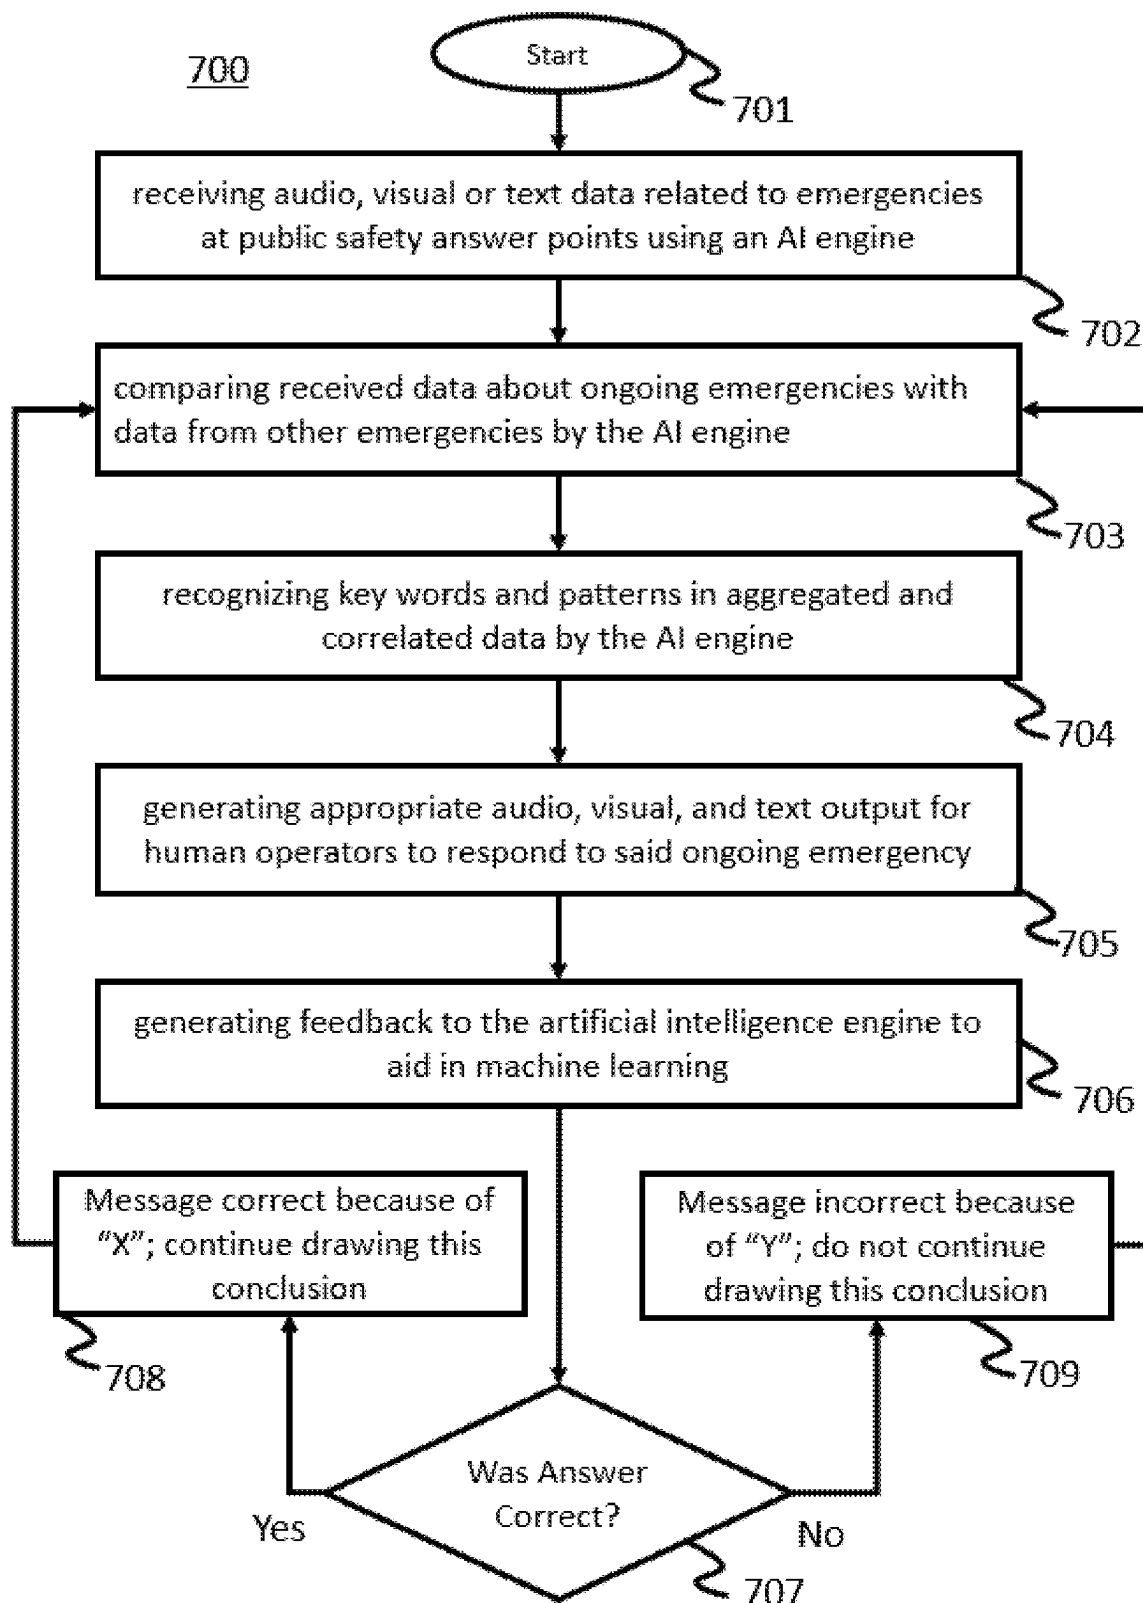 700
Start
701
receiving audio, visual or text data related to emergencies
at public safety answer points using an AI engine
702
comparing received data about ongoing emergencies with
data from other emergencies by the AI engine
703
recognizing key words and patterns in aggregated and
correlated data by the AI engine
704
generating appropriate audio, visual, and text output for
human operators to respond to said ongoing emergency
705
generating feedback to the artificial intelligence engine to
aid in machine learning
706
Message correct because of
“X”; continue drawing this
conclusion
708
Message incorrect because
of “Y”; do not continue
drawing this conclusion
709
Was Answer
Correct?
Yes
No
707